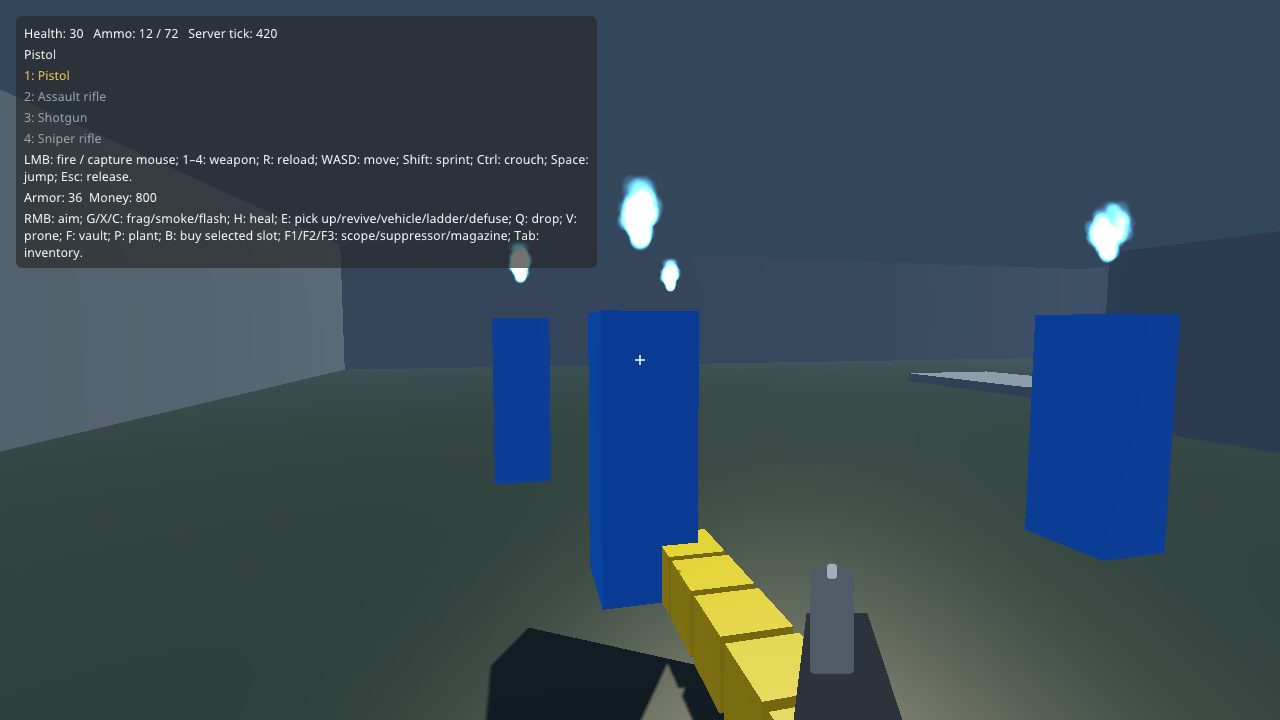 Health: 30   Ammo: 12 / 72   Server tick: 420
Pistol
1: Pistol
2: Assault rifle
3: Shotgun
4: Sniper rifle
LMB: fire / capture mouse; 1–4: weapon; R: reload; WASD: move; Shift: sprint; Ctrl: crouch; Space:
jump; Esc: release.
Armor: 36  Money: 800
RMB: aim; G/X/C: frag/smoke/flash; H: heal; E: pick up/revive/vehicle/ladder/defuse; Q: drop; V:
prone; F: vault; P: plant; B: buy selected slot; F1/F2/F3: scope/suppressor/magazine; Tab:
inventory.